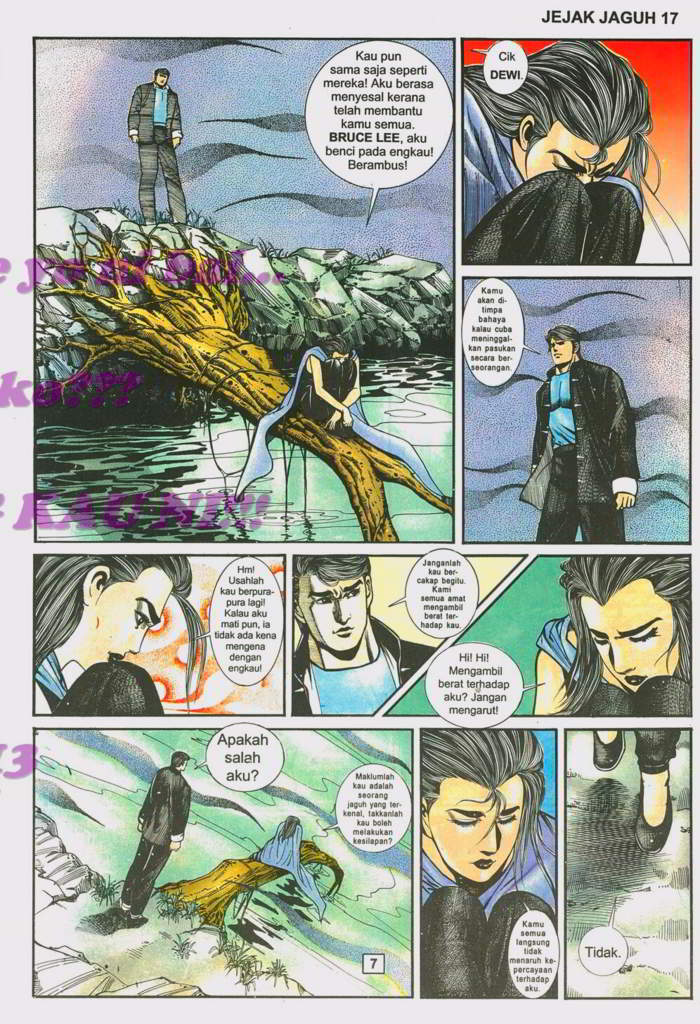 JEJAK JAGUH 17
Kau pun
sama saja seperti
mereka! Aku berasa
menyesal kerana
telah membantu
kamu semua.
BRUCE LEE, aku
benci pada engkau!
Berambus!
Cik
DEWI.
Kamu
akan di-
timpa
bahaya
kalau cuba
meninggal-
kan pasukan
secara ber-
seorangan.
Hm!
Usahlah
kau berpura-
pura lagi!
Kalau aku
mati pun, ia
tidak ada kena
mengena
dengan
engkau!
Janganlah
kau ber-
cakap begitu.
Kami
semua amat
mengambil
berat ter-
hadap kau.
Hi! Hi!
Mengambil
berat terhadap
aku? Jangan
mengarut!
Apakah
salah
aku?
Maklumlah
kau adalah
seorang
jaguh yang ter-
kenal, takkanlah
kau boleh
melakukan
kesilapan?
Kamu
semua
langsung
tidak
menaruh ke-
percayaan
terhadap
aku.
Tidak.
7
KAU NI!!!